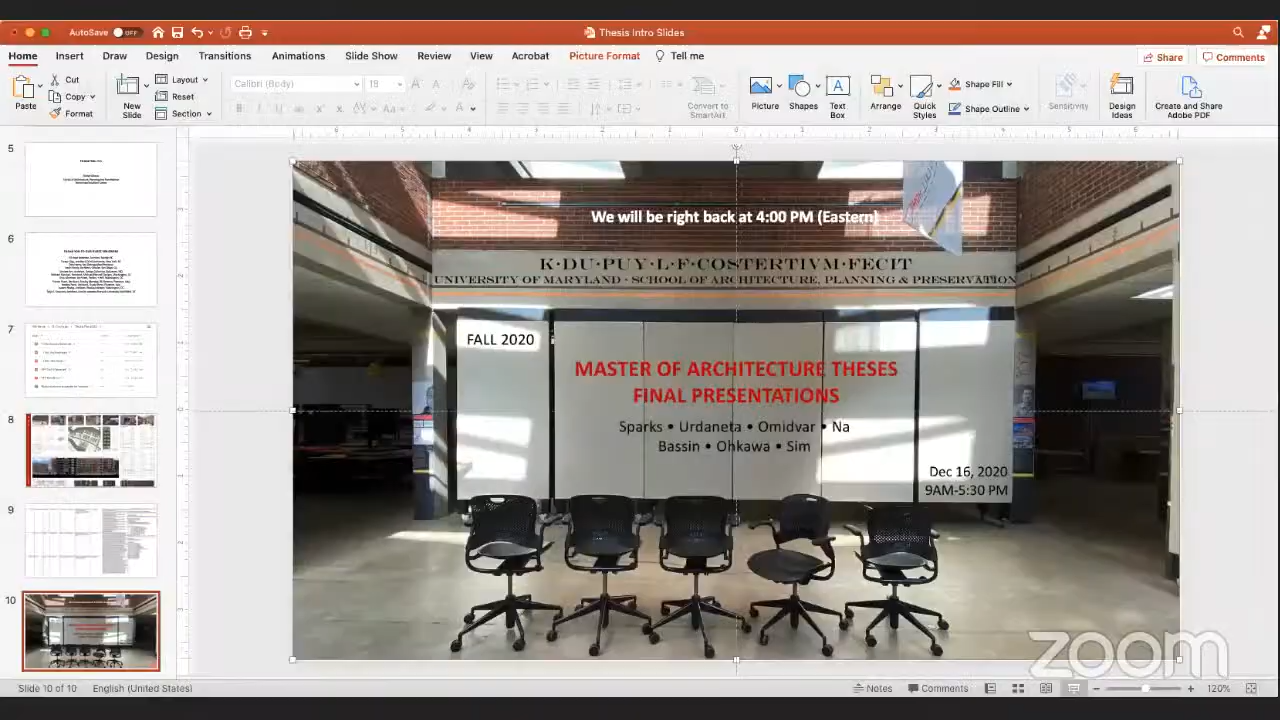 AutoSave OFF
Thesis Intro Slides
Home Insert Draw Design Transitions Animations Slide Show Review View Acrobat Picture Format Tell me
Share Comments
Paste
Cut
Copy
Format
New Slide
Layout
Reset
Section
Calibri (Body) 18
Convert to SmartArt
Picture
Shapes
Text Box
Arrange
Quick Styles
Shape Fill
Shape Outline
Sensitivity
Design Ideas
Create and Share Adobe PDF
5
6
7
8
9
10
We will be right back at 4:00 PM (Eastern)
K·DU·PUY·L·F·COSTER
M·FECIT
UNIVERSITY OF MARYLAND · SCHOOL OF ARCHITECTURE, PLANNING & PRESERVATION
FALL 2020
MASTER OF ARCHITECTURE THESES
FINAL PRESENTATIONS
Sparks • Urdaneta • Omidvar • Na
Bassin • Ohkawa • Sim
Dec 16, 2020
9AM-5:30 PM
zoom
Slide 10 of 10 English (United States) Notes Comments 120%